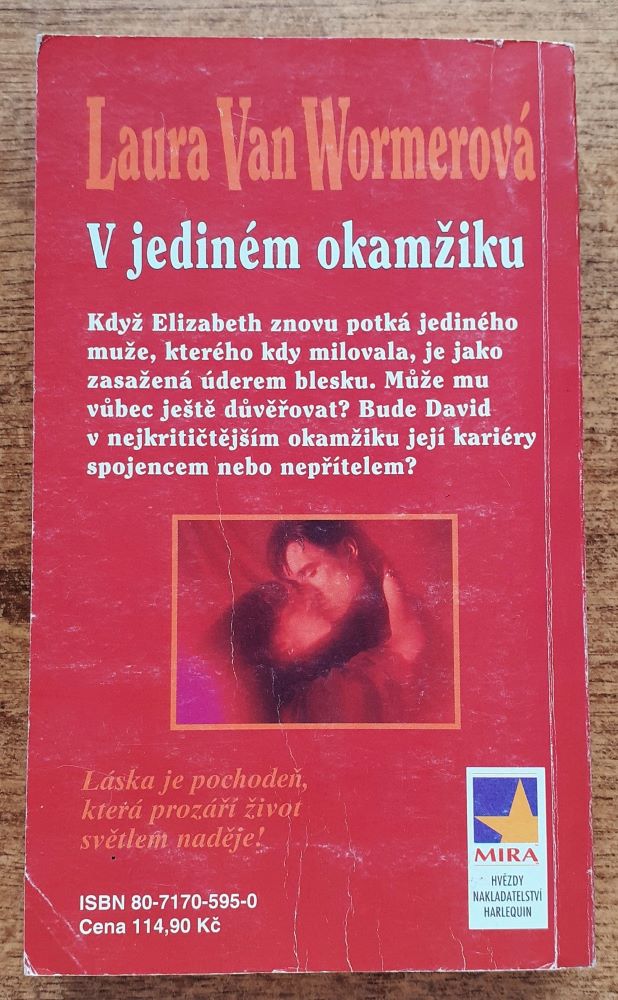 Laura Van Wormerová
V jediném okamžiku
Když Elizabeth znovu potká jediného
muže, kterého kdy milovala, je jako
zasažená úderem blesku. Může mu
vůbec ještě důvěřovat? Bude David
v nejkritičtějším okamžiku její kariéry
spojencem nebo nepřítelem?
Láska je pochodeň,
která prozáří život
světlem naděje!
ISBN 80-7170-595-0
Cena 114,90 Kč
MIRA
HVĚZDY
NAKLADATELSTVÍ
HARLEQUIN